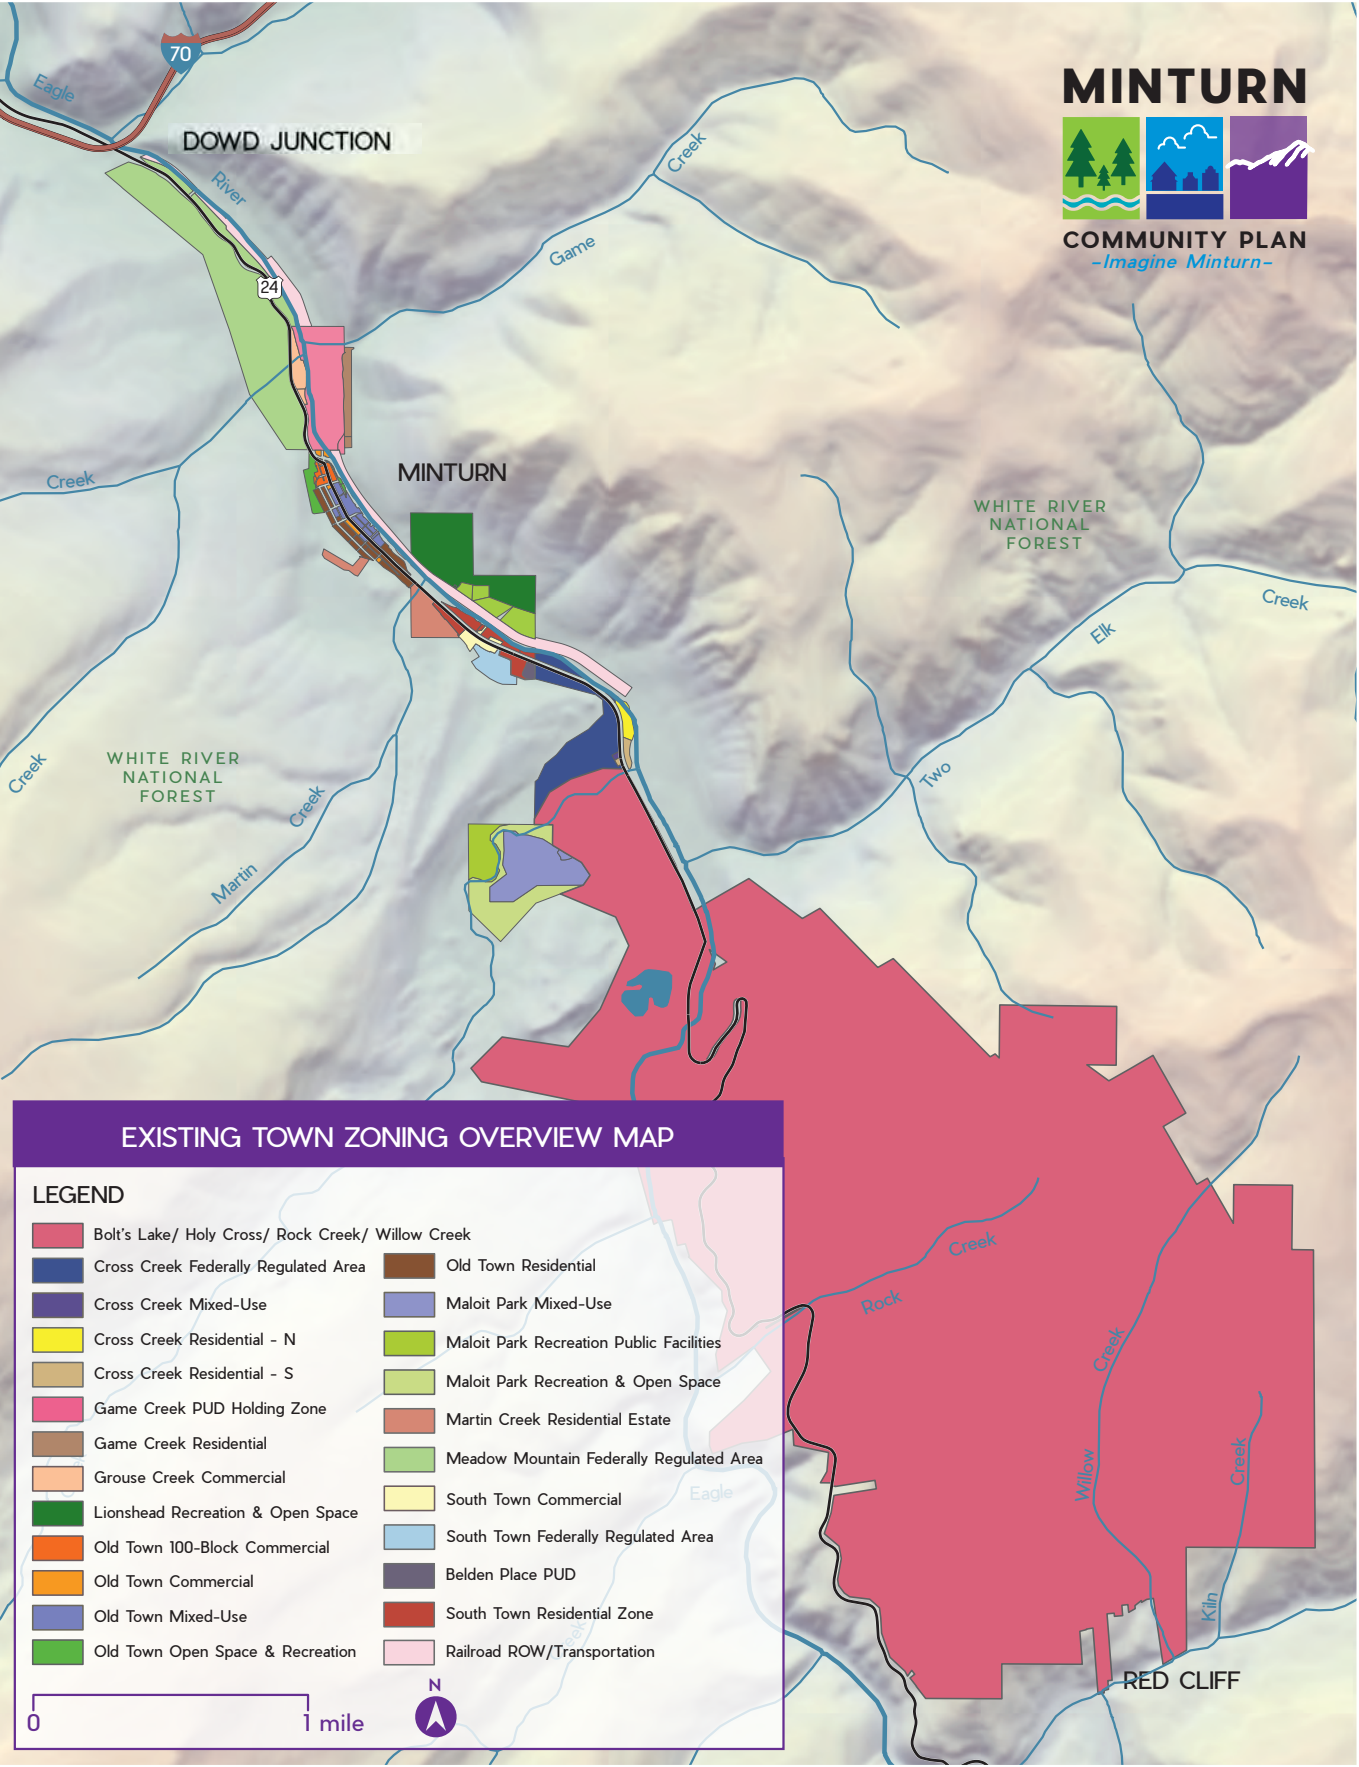 70
Eagle
DOWD JUNCTION
River
Creek
Game
24
MINTURN
COMMUNITY PLAN
-Imagine Minturn-
Creek
MINTURN
WHITE RIVER
NATIONAL
FOREST
Creek
Elk
Two
Creek
WHITE RIVER
NATIONAL
FOREST
Creek
Martin
EXISTING TOWN ZONING OVERVIEW MAP
LEGEND
Bolt's Lake/ Holy Cross/ Rock Creek/ Willow Creek
Cross Creek Federally Regulated Area
Cross Creek Mixed-Use
Cross Creek Residential - N
Cross Creek Residential - S
Game Creek PUD Holding Zone
Game Creek Residential
Grouse Creek Commercial
Lionshead Recreation & Open Space
Old Town 100-Block Commercial
Old Town Commercial
Old Town Mixed-Use
Old Town Open Space & Recreation
Old Town Residential
Maloit Park Mixed-Use
Maloit Park Recreation Public Facilities
Maloit Park Recreation & Open Space
Martin Creek Residential Estate
Meadow Mountain Federally Regulated Area
South Town Commercial
South Town Federally Regulated Area
Belden Place PUD
South Town Residential Zone
Railroad ROW/Transportation
0
1 mile
N
Eagle
Creek
Rock
Creek
Willow
Creek
Kiln
RED CLIFF